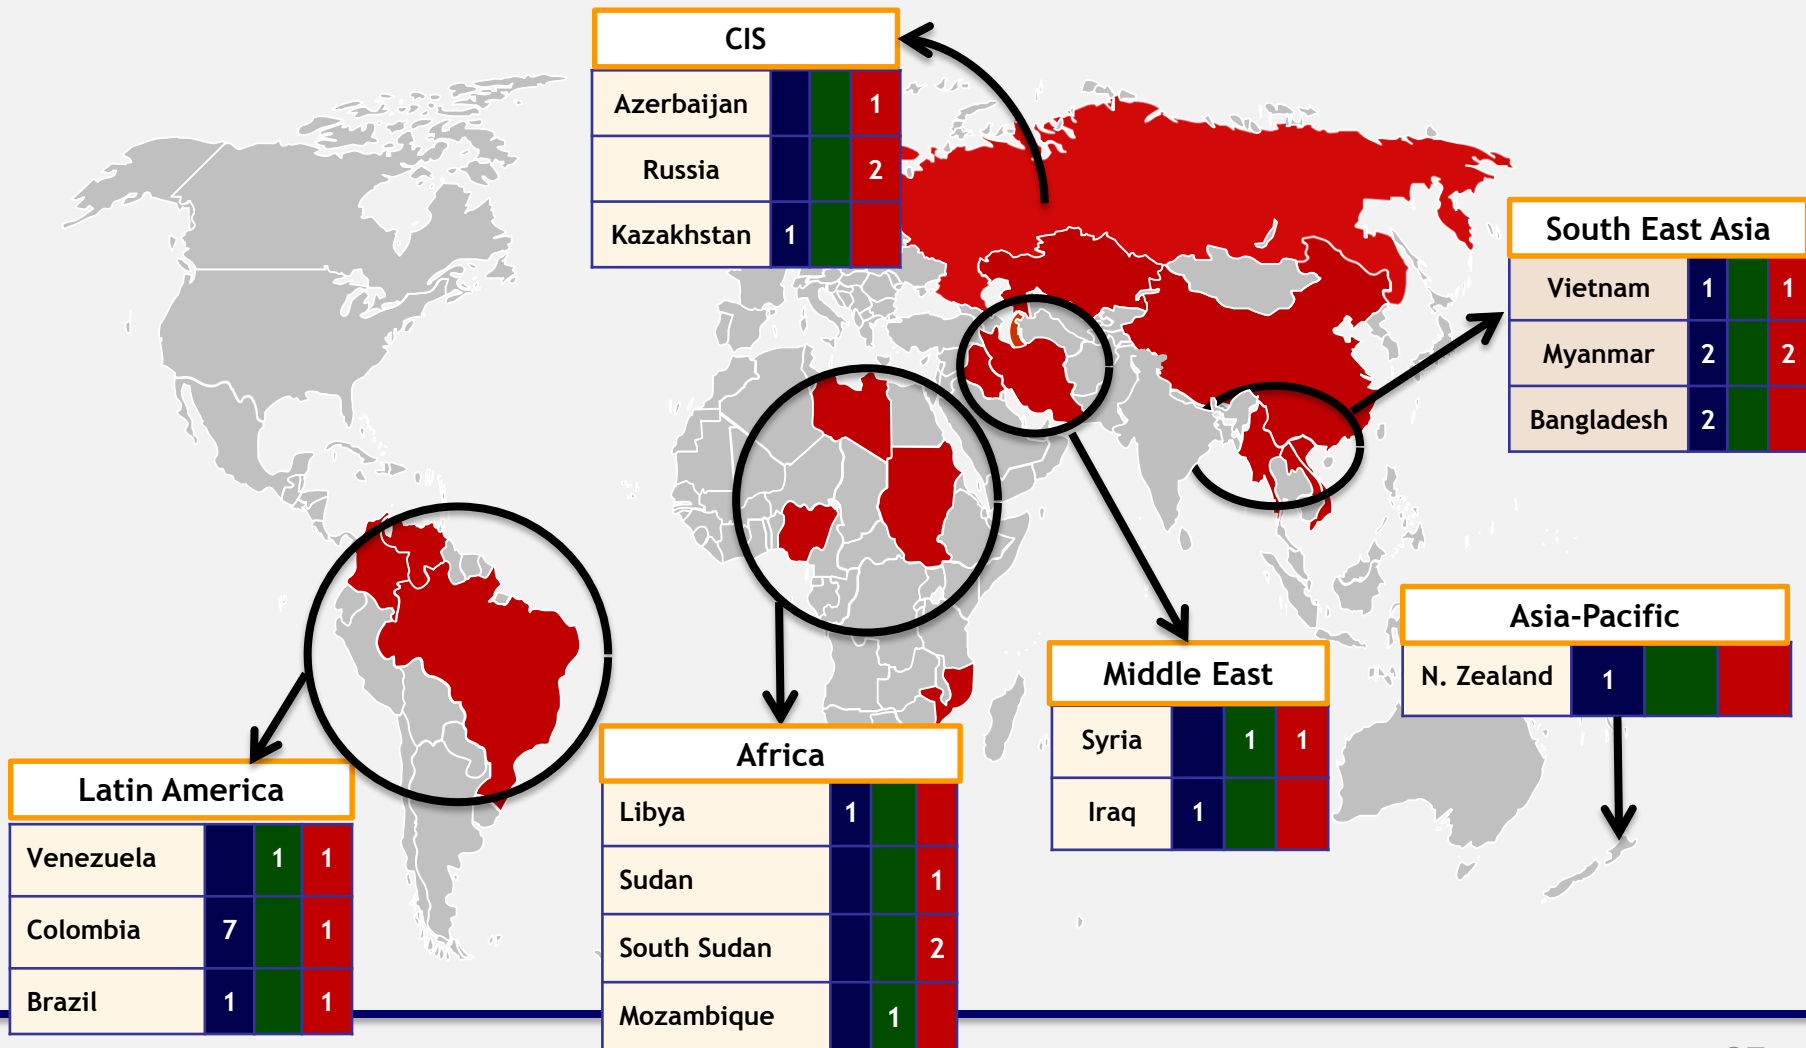 CIS
Azerbaijan 1
Russia 2
Kazakhstan 1
South East Asia
Vietnam 1 1
Myanmar 2 2
Bangladesh 2
Asia-Pacific
N. Zealand 1
Middle East
Syria 1 1
Iraq 1
Africa
Libya 1
Sudan 1
South Sudan 2
Mozambique 1
Latin America
Venezuela 1 1
Colombia 7 1
Brazil 1 1